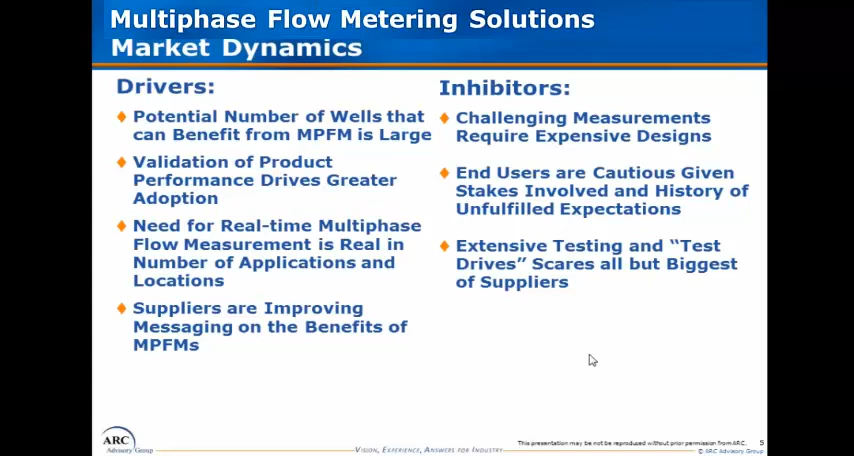 Multiphase Flow Metering Solutions
Market Dynamics
Drivers:
Potential Number of Wells that
can Benefit from MPFM is Large
Validation of Product
Performance Drives Greater
Adoption
Need for Real-time Multiphase
Flow Measurement is Real in
Number of Applications and
Locations
Suppliers are Improving
Messaging on the Benefits of
MPFMs
Inhibitors:
Challenging Measurements
Require Expensive Designs
End Users are Cautious Given
Stakes Involved and History of
Unfulfilled Expectations
Extensive Testing and “Test
Drives” Scares all but Biggest
of Suppliers
ARC
Advisory Group
VISION, EXPERIENCE, ANSWERS FOR INDUSTRY
This presentation may be not be reproduced without prior permission from ARC. 5
© ARC Advisory Group